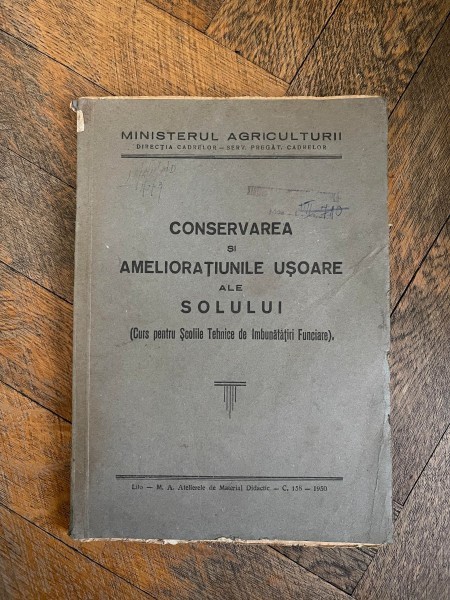 MINISTERUL AGRICULTURII
DIRECȚIA CADRELOR — SERV. PREGĂT. CADRELOR
CONSERVAREA
ȘI
AMELIORAȚIUNILE UȘOARE
ALE
SOLULUI
(Curs pentru Școlile Tehnice de Imbunătățiri Funciare).
Lito — M. A. Atelierele de Material Didactic — C. 158 — 1950